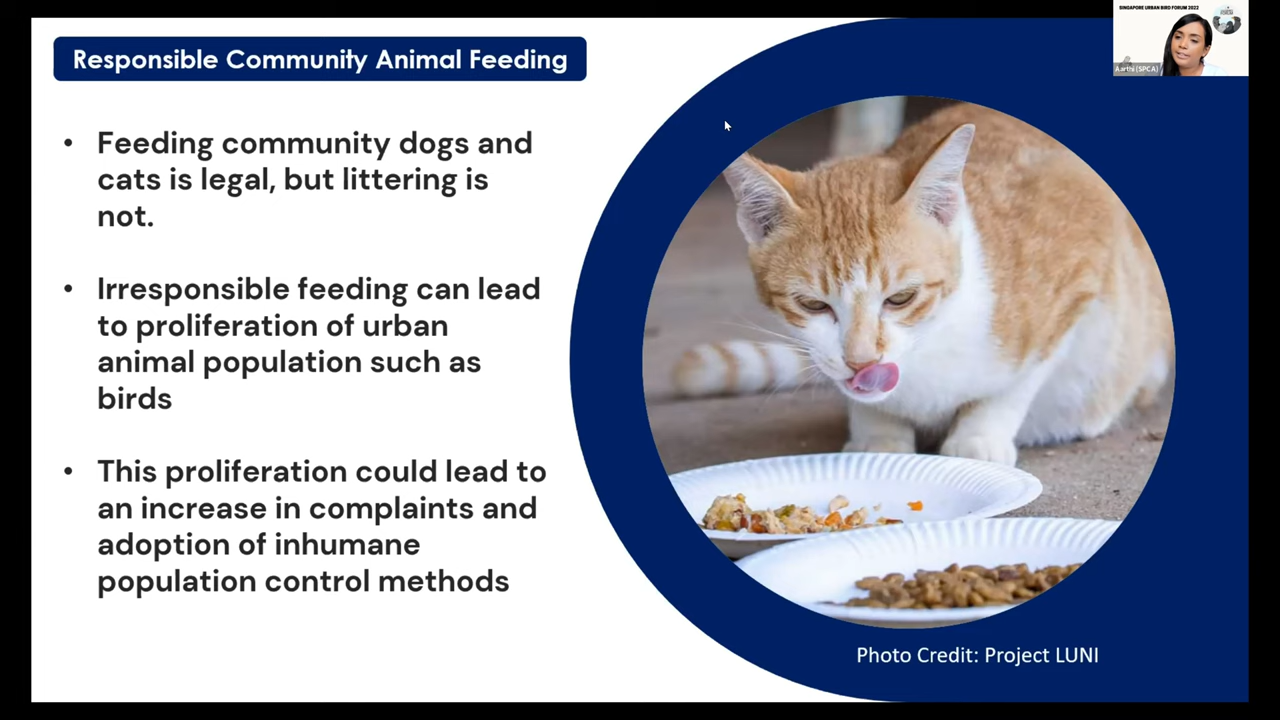 SINGAPORE URBAN BIRD FORUM 2022
Aarthi (SPCA)
Responsible Community Animal Feeding
• Feeding community dogs and
cats is legal, but littering is
not.
• Irresponsible feeding can lead
to proliferation of urban
animal population such as
birds
• This proliferation could lead to
an increase in complaints and
adoption of inhumane
population control methods
Photo Credit: Project LUNI